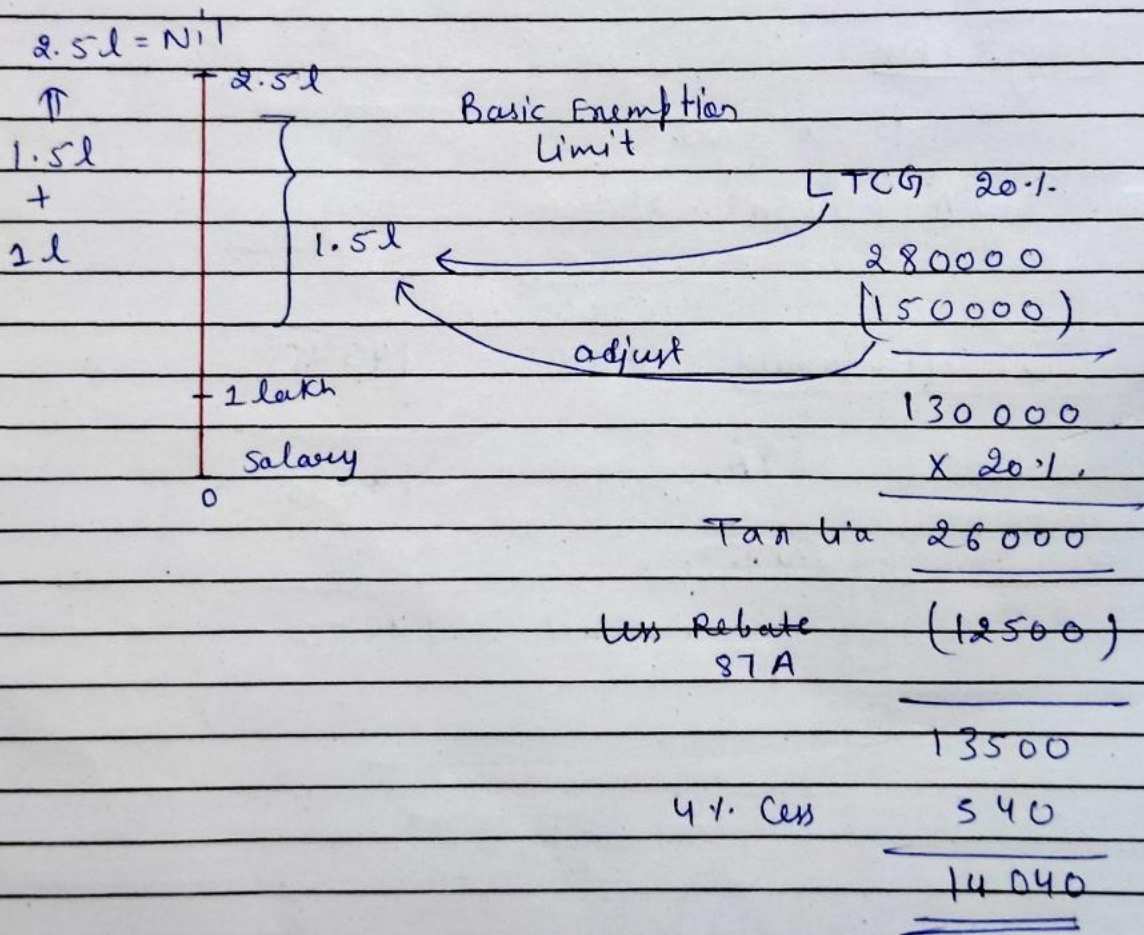 2.5l = Nil
⇑
1.5l
+
1l
2.5l
1.5l
1 lakh
Salary
0
Basic Exemption
Limit
LTCG 20%.
280000
(150000)
adjust
130000
X 20%.
Tax lia 26000
Less Rebate (12500)
87A
13500
4%. Cess 540
14040